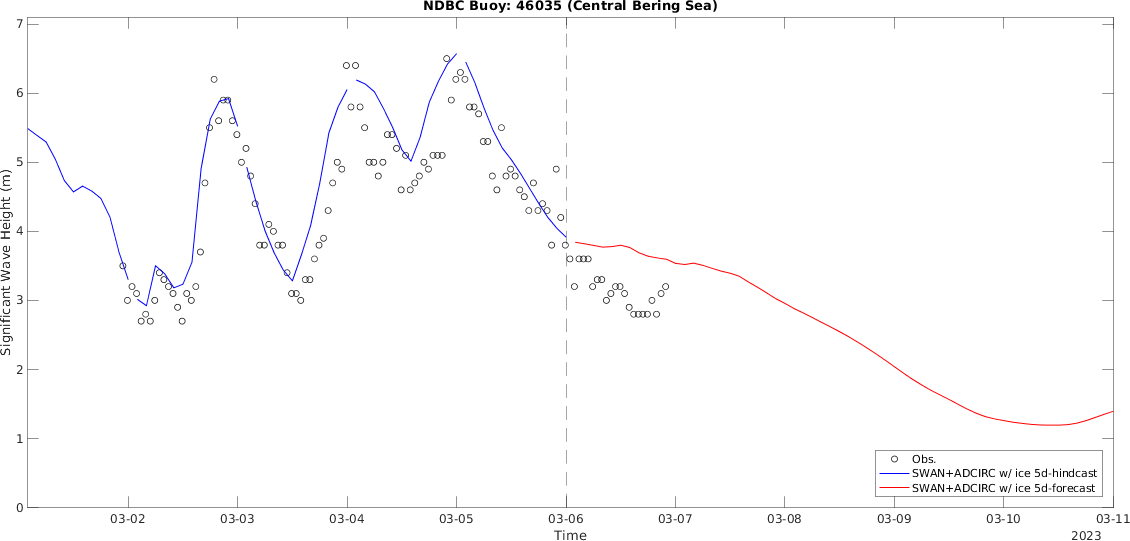 NDBC Buoy: 46035 (Central Bering Sea)
Significant Wave Height (m)
7
6
5
4
3
2
1
0
Obs.
SWAN+ADCIRC w/ ice 5d-hindcast
SWAN+ADCIRC w/ ice 5d-forecast
03-02 03-03 03-04 03-05 03-06 03-07 03-08 03-09 03-10 03-11
Time
2023